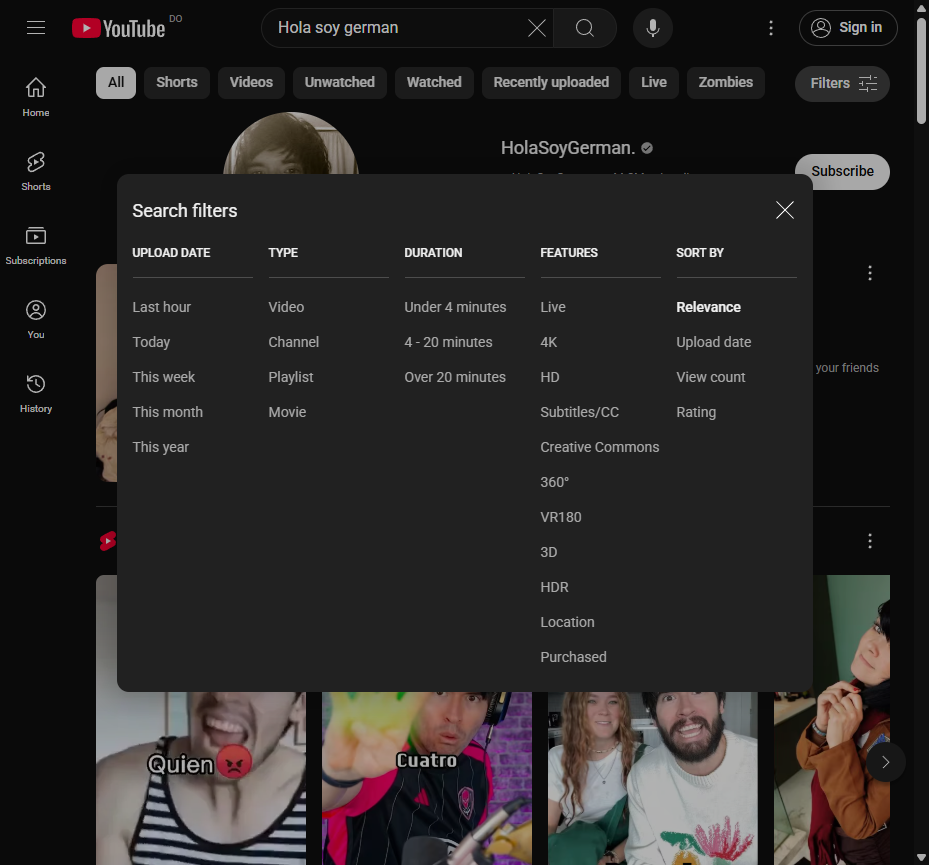 YouTube DO
Hola soy german
Sign in
All
Shorts
Videos
Unwatched
Watched
Recently uploaded
Live
Zombies
Filters
Home
Shorts
Subscriptions
You
History
HolaSoyGerman.
Subscribe
Search filters
UPLOAD DATE
Last hour
Today
This week
This month
This year
TYPE
Video
Channel
Playlist
Movie
DURATION
Under 4 minutes
4 - 20 minutes
Over 20 minutes
FEATURES
Live
4K
HD
Subtitles/CC
Creative Commons
360°
VR180
3D
HDR
Location
Purchased
SORT BY
Relevance
Upload date
View count
Rating
your friends
Quien
Cuatro